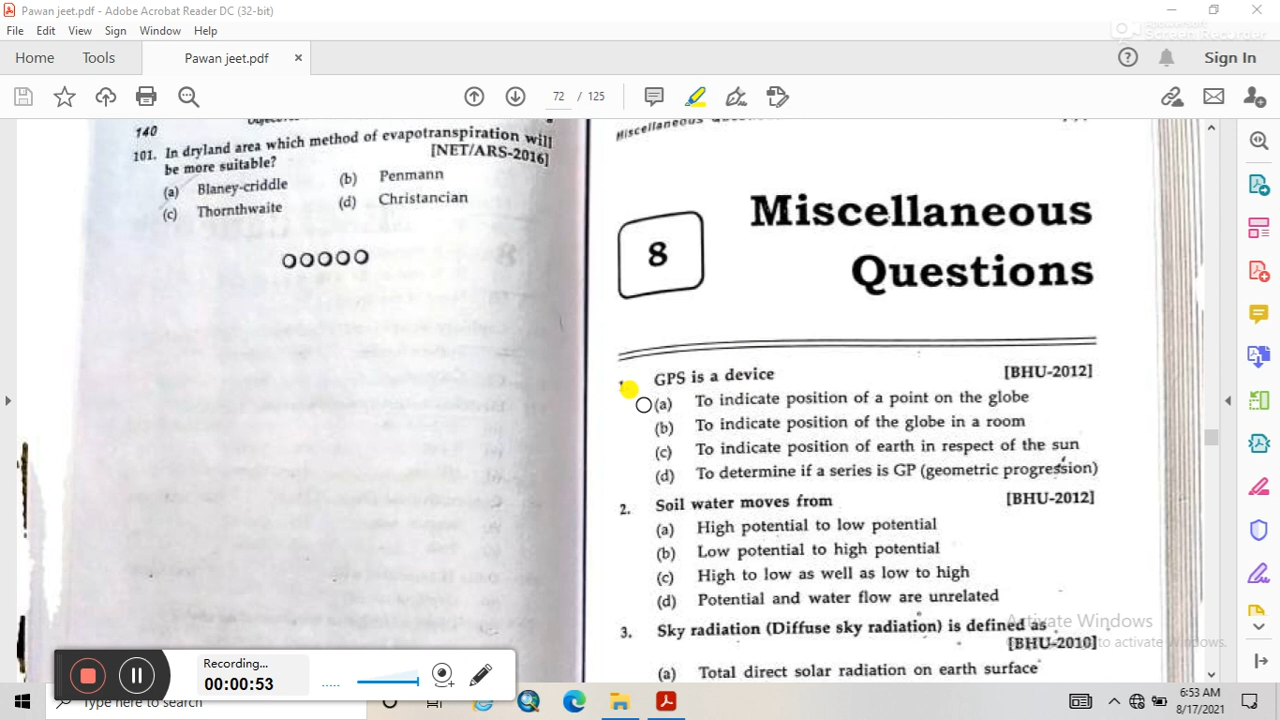 Pawan jeet.pdf - Adobe Acrobat Reader DC (32-bit)
File Edit View Sign Window Help
Screen Recorder
Home Tools Pawan jeet.pdf × Sign In
72 / 125
140
101. In dryland area which method of evapotranspiration will
be more suitable? [NET/ARS-2016]
(a) Blaney-criddle (b) Penmann
(c) Thornthwaite (d) Christancian
Miscellaneous
8
Miscellaneous
Questions
GPS is a device [BHU-2012]
(a) To indicate position of a point on the globe
(b) To indicate position of the globe in a room
(c) To indicate position of earth in respect of the sun
(d) To determine if a series is GP (geometric progression)
2. Soil water moves from [BHU-2012]
(a) High potential to low potential
(b) Low potential to high potential
(c) High to low as well as low to high
(d) Potential and water flow are unrelated
3. Sky radiation (Diffuse sky radiation) is defined as
[BHU-2010]
(a) Total direct solar radiation on earth surface
Activate Windows
to activate Windows.
Recording...
00:00:53
Type here to search
6:53 AM
8/17/2021